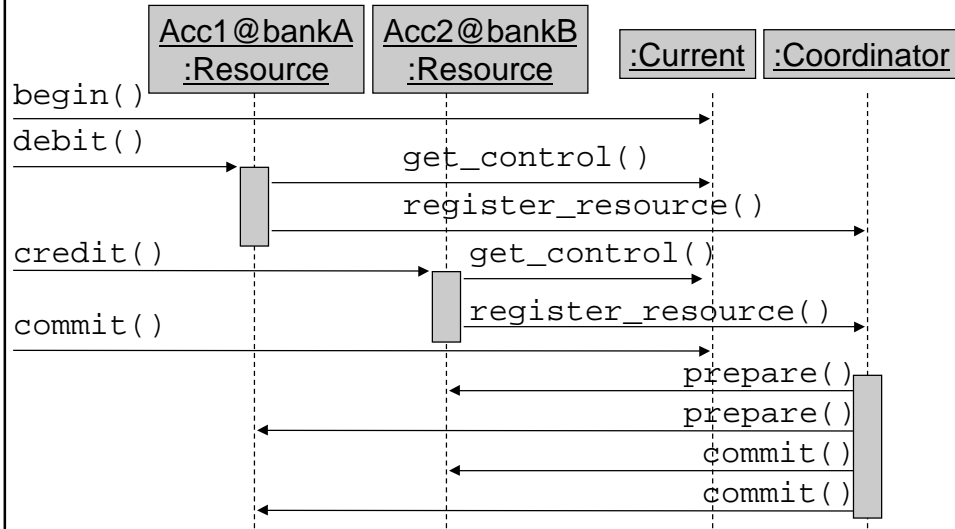 Acc1@bankA
:Resource
Acc2@bankB
:Resource
:Current
:Coordinator
begin()
debit()
get_control()
register_resource()
credit()
get_control()
register_resource()
commit()
prepare()
prepare()
commit()
commit()